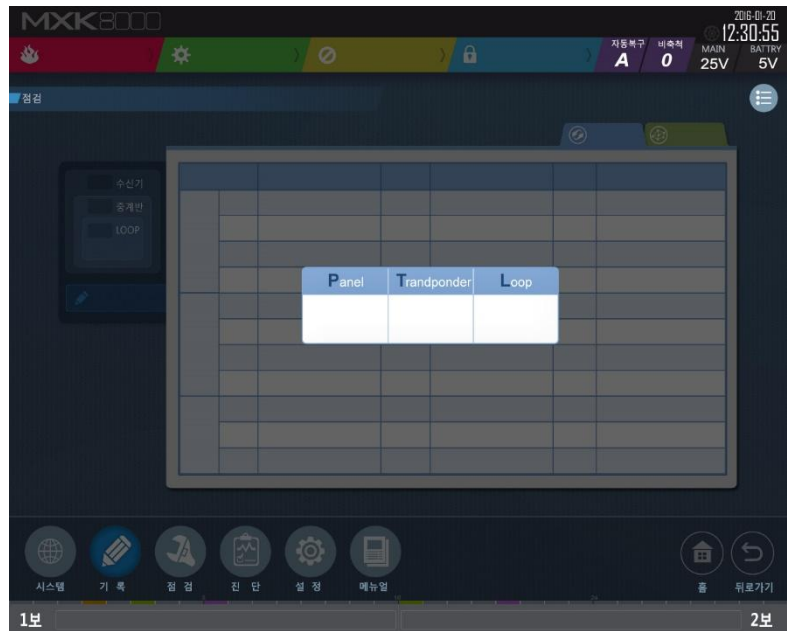 MXK8000
2016-01-20
12:30:55
자동복구 비축적 MAIN BATTRY
A 0 25V 5V
점검
수신기
중계반
LOOP
Panel Trandponder Loop
시스템 기 록 점 검 진 단 설 정 메뉴얼 홈 뒤로가기
1보 2보